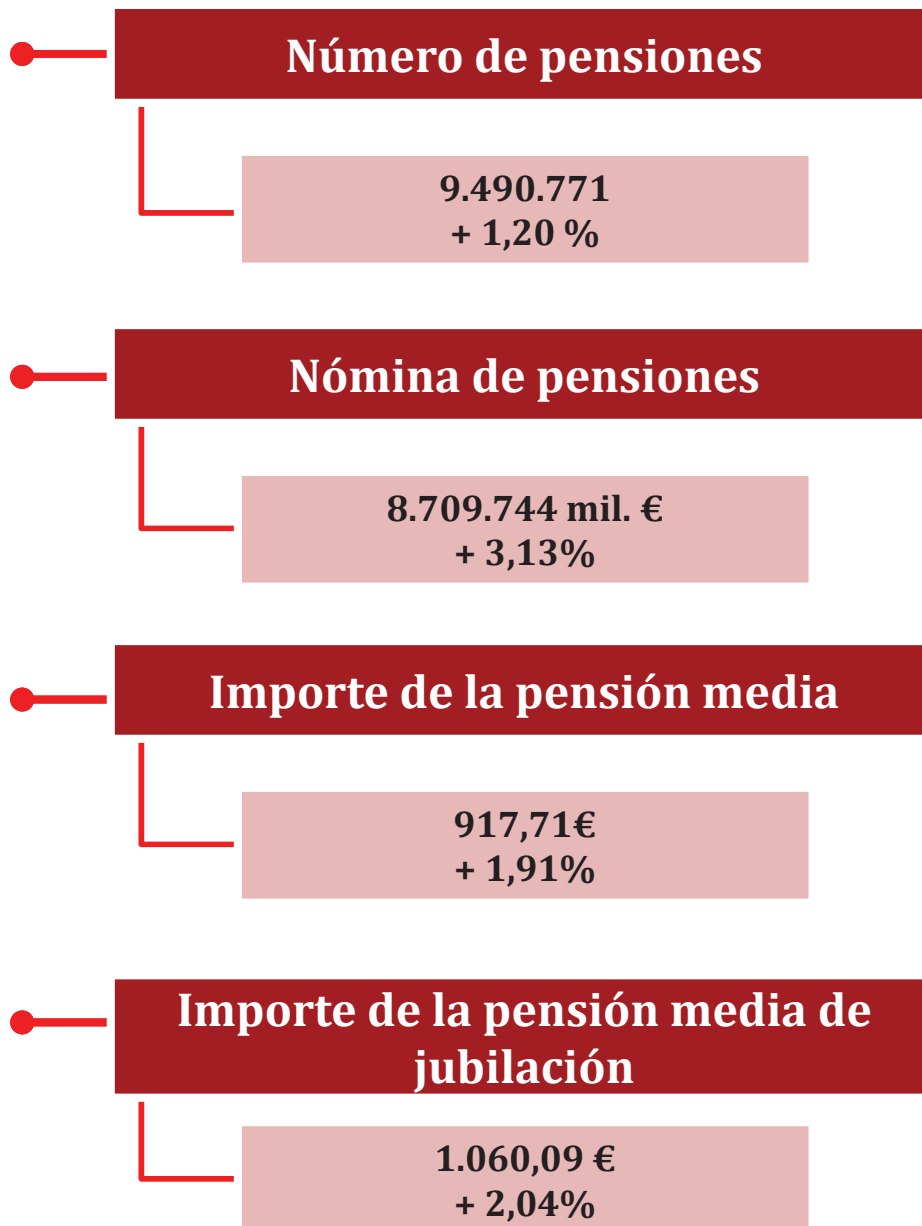 Número de pensiones
9.490.771
+ 1,20 %
Nómina de pensiones
8.709.744 mil. €
+ 3,13%
Importe de la pensión media
917,71€
+ 1,91%
Importe de la pensión media de
jubilación
1.060,09 €
+ 2,04%